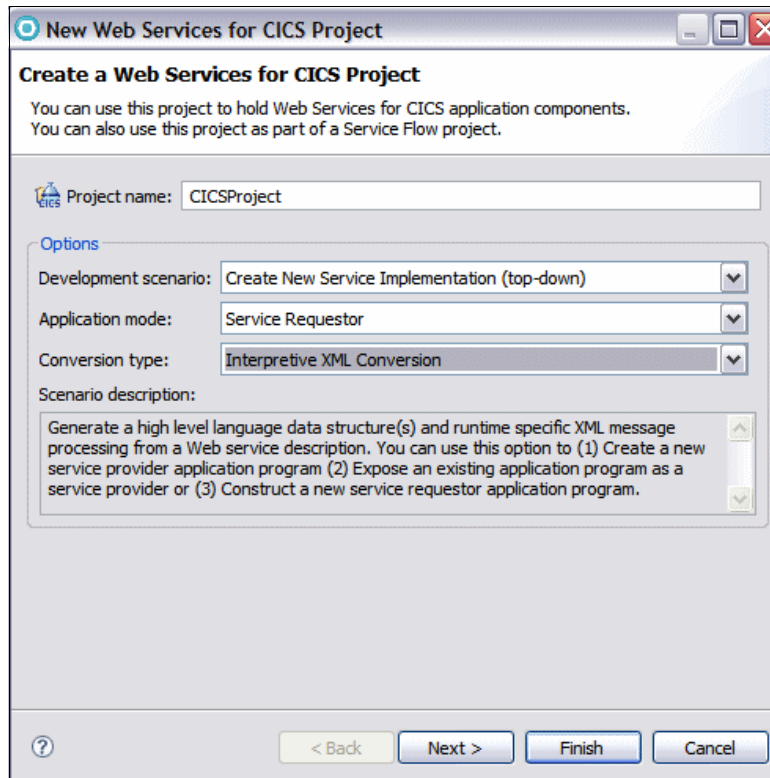 New Web Services for CICS Project
Create a Web Services for CICS Project
You can use this project to hold Web Services for CICS application components.
You can also use this project as part of a Service Flow project.
CICS Project name: CICSProject
Options
Development scenario: Create New Service Implementation (top-down)
Application mode: Service Requestor
Conversion type: Interpretive XML Conversion
Scenario description:
Generate a high level language data structure(s) and runtime specific XML message
processing from a Web service description. You can use this option to (1) Create a new
service provider application program (2) Expose an existing application program as a
service provider or (3) Construct a new service requestor application program.
? < Back Next > Finish Cancel